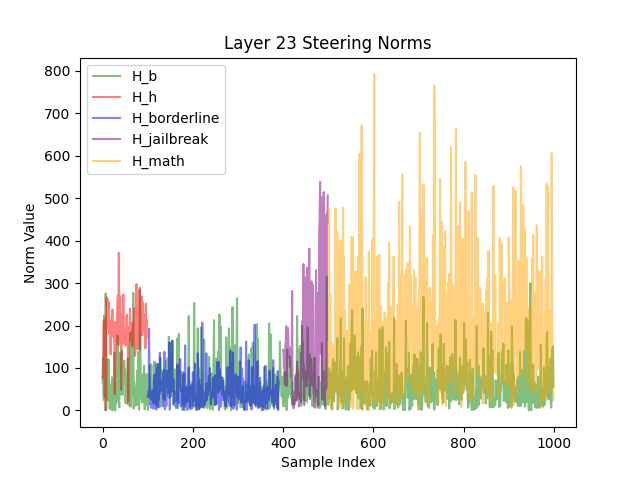 Layer 23 Steering Norms
H_b
H_h
H_borderline
H_jailbreak
H_math
Norm Value
800
700
600
500
400
300
200
100
0
0
200
400
600
800
1000
Sample Index